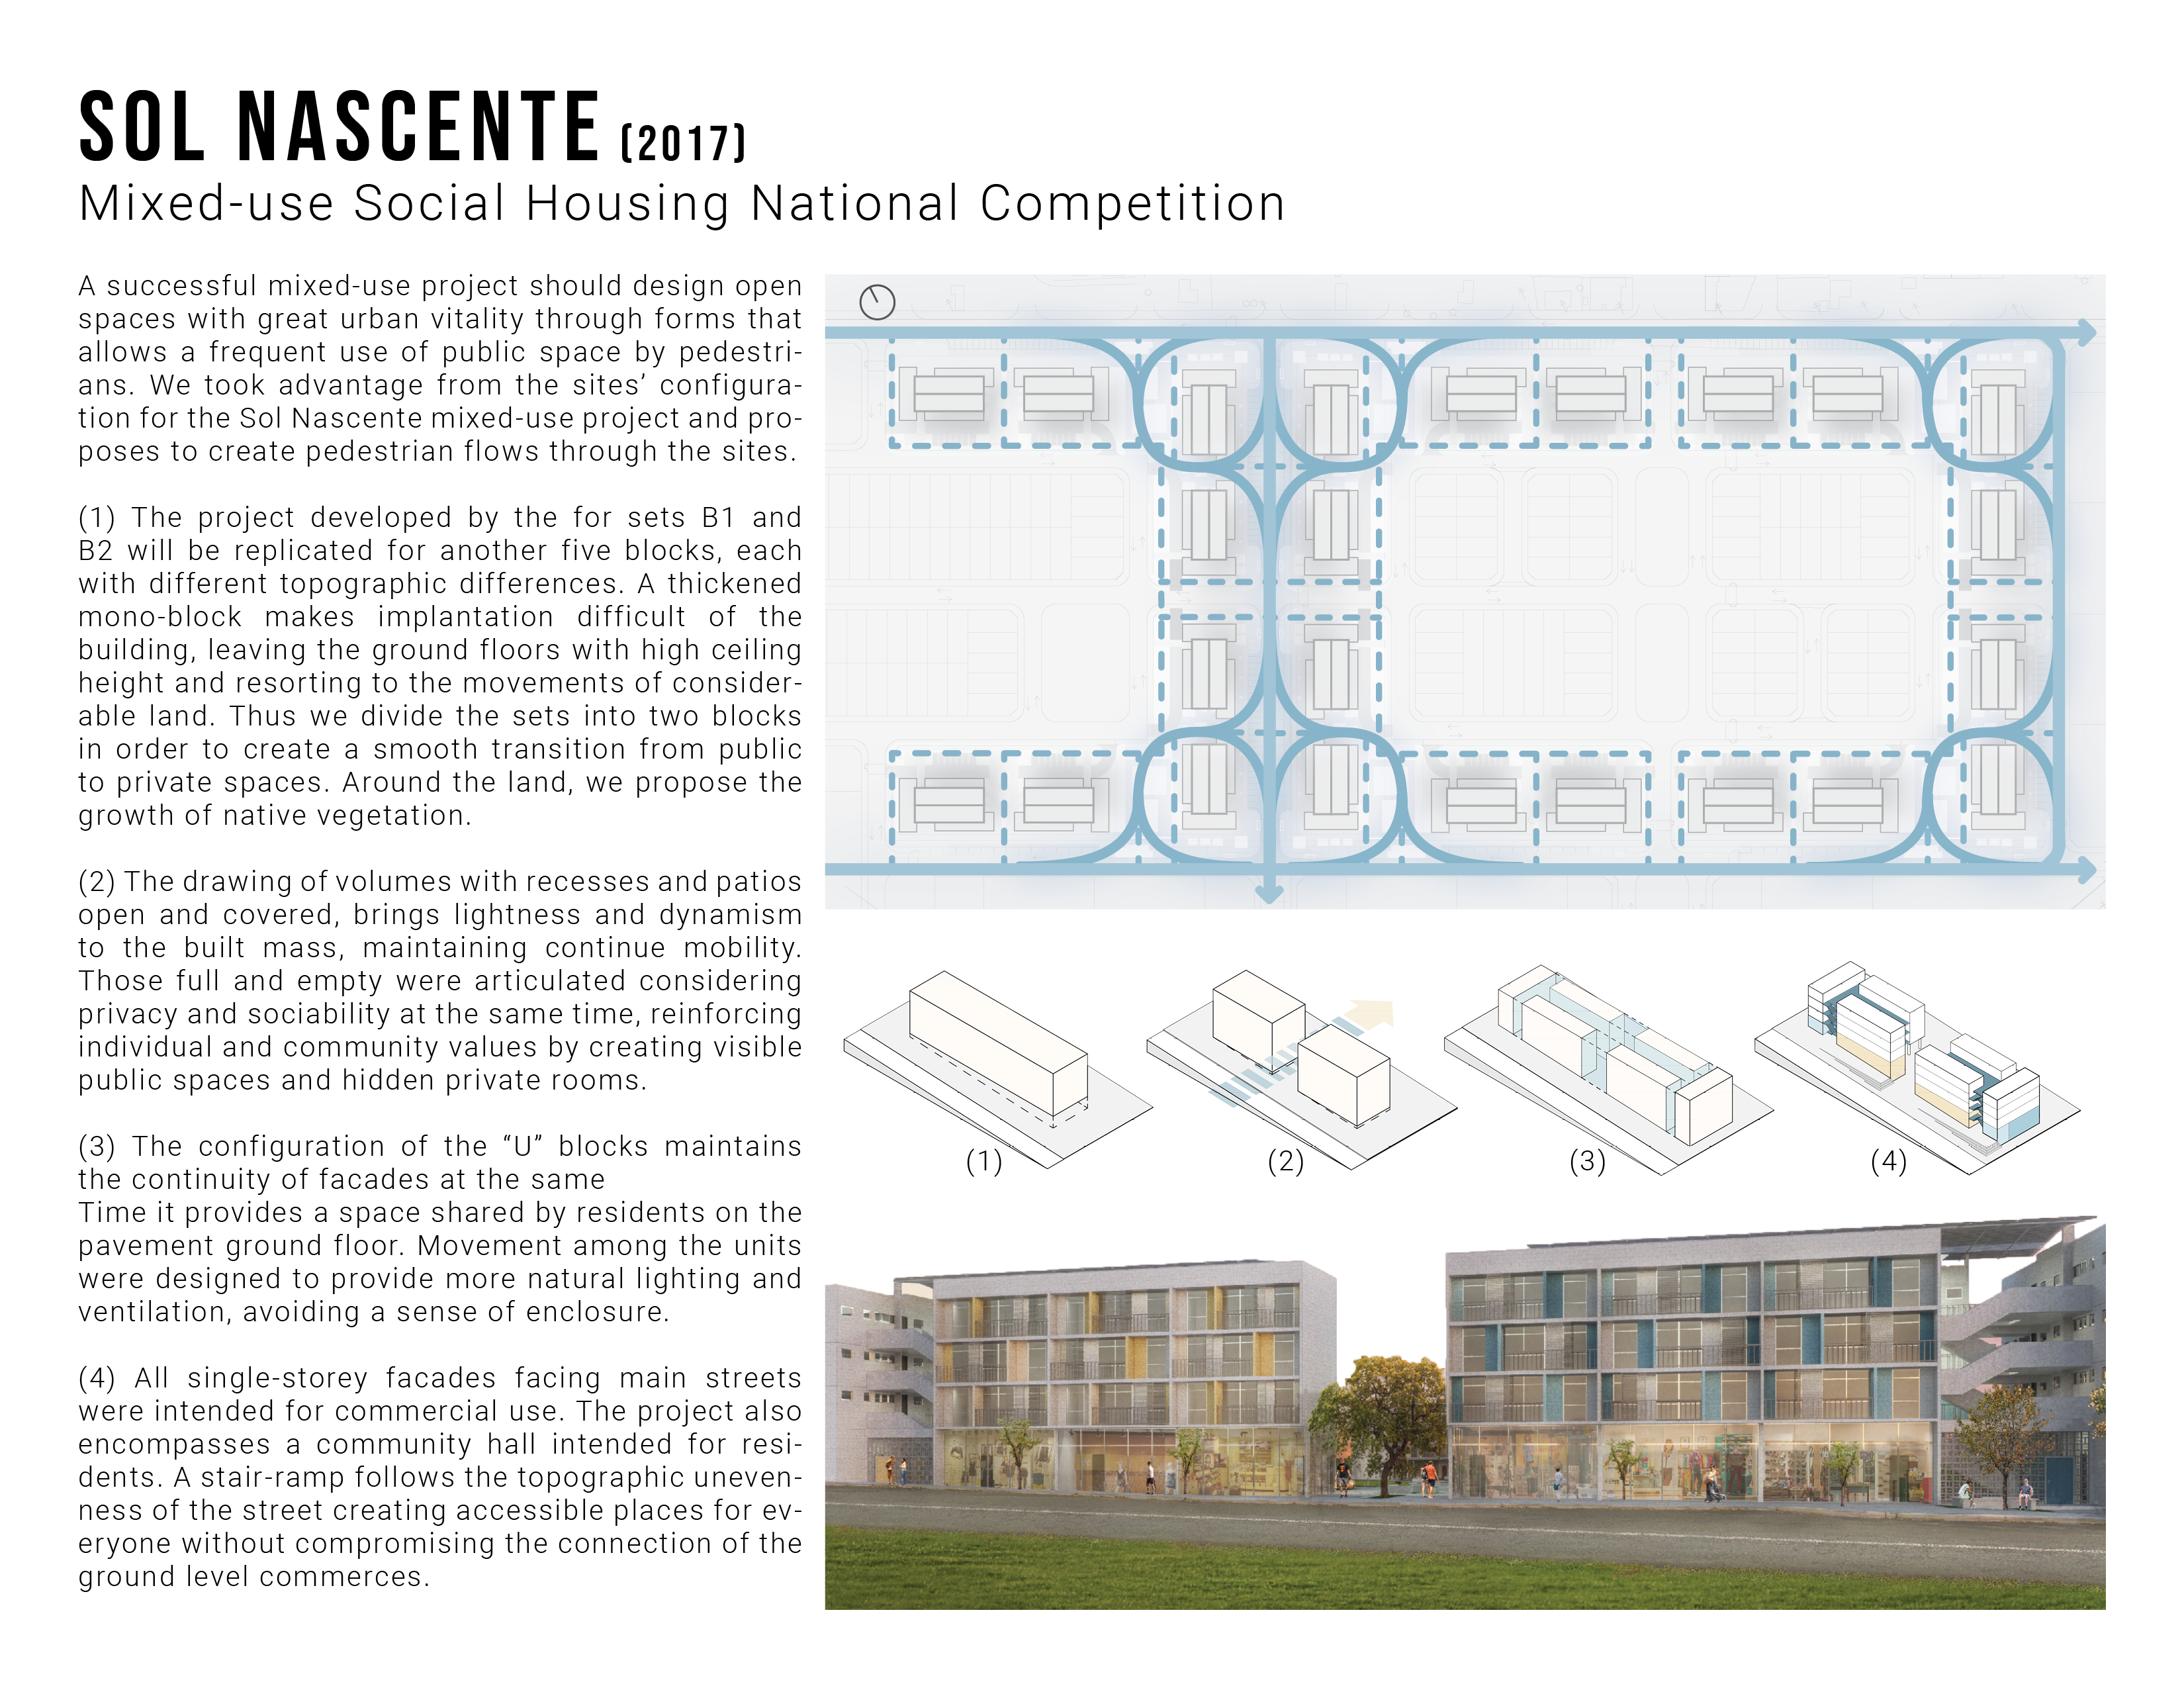 SOL NASCENTE (2017)
Mixed-use Social Housing National Competition
A successful mixed-use project should design open
spaces with great urban vitality through forms that
allows a frequent use of public space by pedestri-
ans. We took advantage from the sites’ configura-
tion for the Sol Nascente mixed-use project and pro-
poses to create pedestrian flows through the sites.
(1) The project developed by the for sets B1 and
B2 will be replicated for another five blocks, each
with different topographic differences. A thickened
mono-block makes implantation difficult of the
building, leaving the ground floors with high ceiling
height and resorting to the movements of consider-
able land. Thus we divide the sets into two blocks
in order to create a smooth transition from public
to private spaces. Around the land, we propose the
growth of native vegetation.
(2) The drawing of volumes with recesses and patios
open and covered, brings lightness and dynamism
to the built mass, maintaining continue mobility.
Those full and empty were articulated considering
privacy and sociability at the same time, reinforcing
individual and community values by creating visible
public spaces and hidden private rooms.
(3) The configuration of the “U” blocks maintains
the continuity of facades at the same
Time it provides a space shared by residents on the
pavement ground floor. Movement among the units
were designed to provide more natural lighting and
ventilation, avoiding a sense of enclosure.
(4) All single-storey facades facing main streets
were intended for commercial use. The project also
encompasses a community hall intended for resi-
dents. A stair-ramp follows the topographic uneven-
ness of the street creating accessible places for ev-
eryone without compromising the connection of the
ground level commerces.
(1)
(2)
(3)
(4)